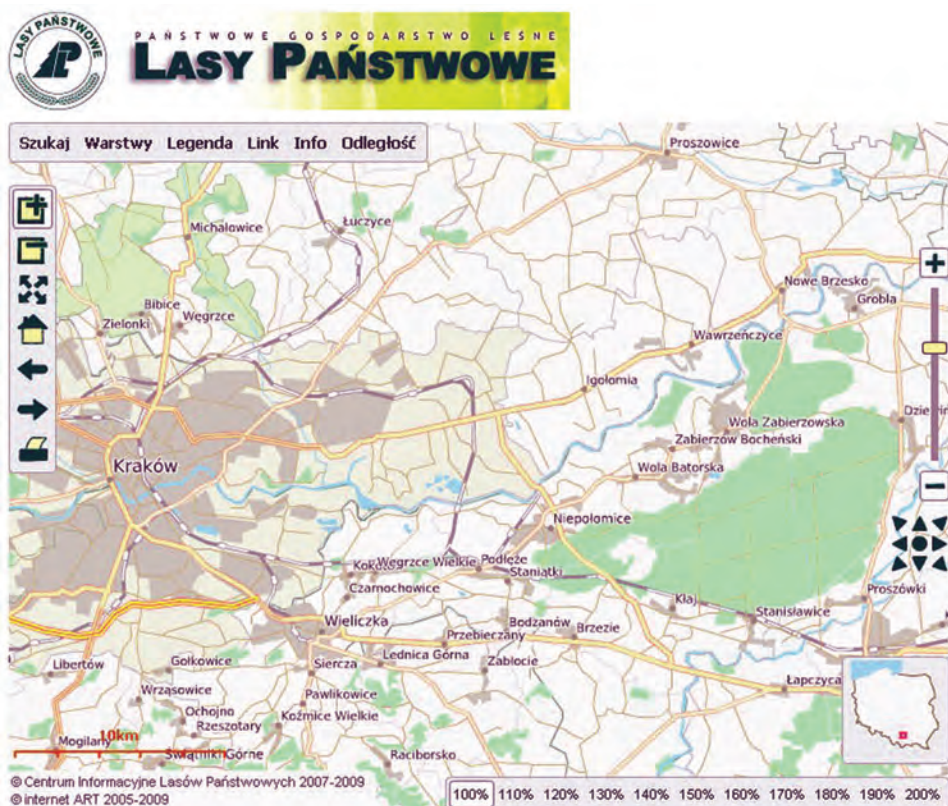 LASY PAŃSTWOWE
PAŃSTWOWE GOSPODARSTWO LEŚNE
LASY PAŃSTWOWE
Szukaj Warstwy Legenda Link Info Odległość
Proszowice
Michałowice
Łuczyce
Nowe Brzesko
Grobla
Bibice
Zielonki
Węgrzce
Wawrzeńczyce
Igołomia
Wola Zabierzowska
Zabierzów Bocheński
Kraków
Wola Batorska
Niepołomice
Węgrzce Wielkie
Podłęże
Staniątki
Czarnochowice
Kłaj
Proszówki
Stanisławice
Wieliczka
Bodzanów
Brzezie
Przebieczany
Libertów
Gołkowice
Siercza
Lednica Górna
Zabłocie
Łapczyca
Wrząsowice
Pawlikowice
Ochojno
Rzeszotary
Koźmice Wielkie
10km
Mogilany
Świątniki Górne
Raciborsko
© Centrum Informacyjne Lasów Państwowych 2007-2009
© internet ART 2005-2009
100% 110% 120% 130% 140% 150% 160% 170% 180% 190% 200%